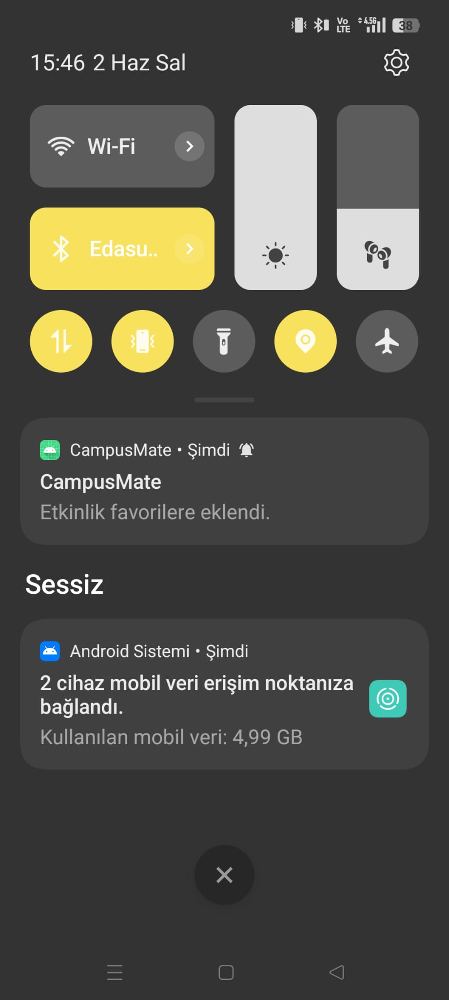 Vo
LTE
4.5G
38
15:46 2 Haz Sal
Wi-Fi
Edasu..
CampusMate • Şimdi
CampusMate
Etkinlik favorilere eklendi.
Sessiz
Android Sistemi • Şimdi
2 cihaz mobil veri erişim noktanıza
bağlandı.
Kullanılan mobil veri: 4,99 GB